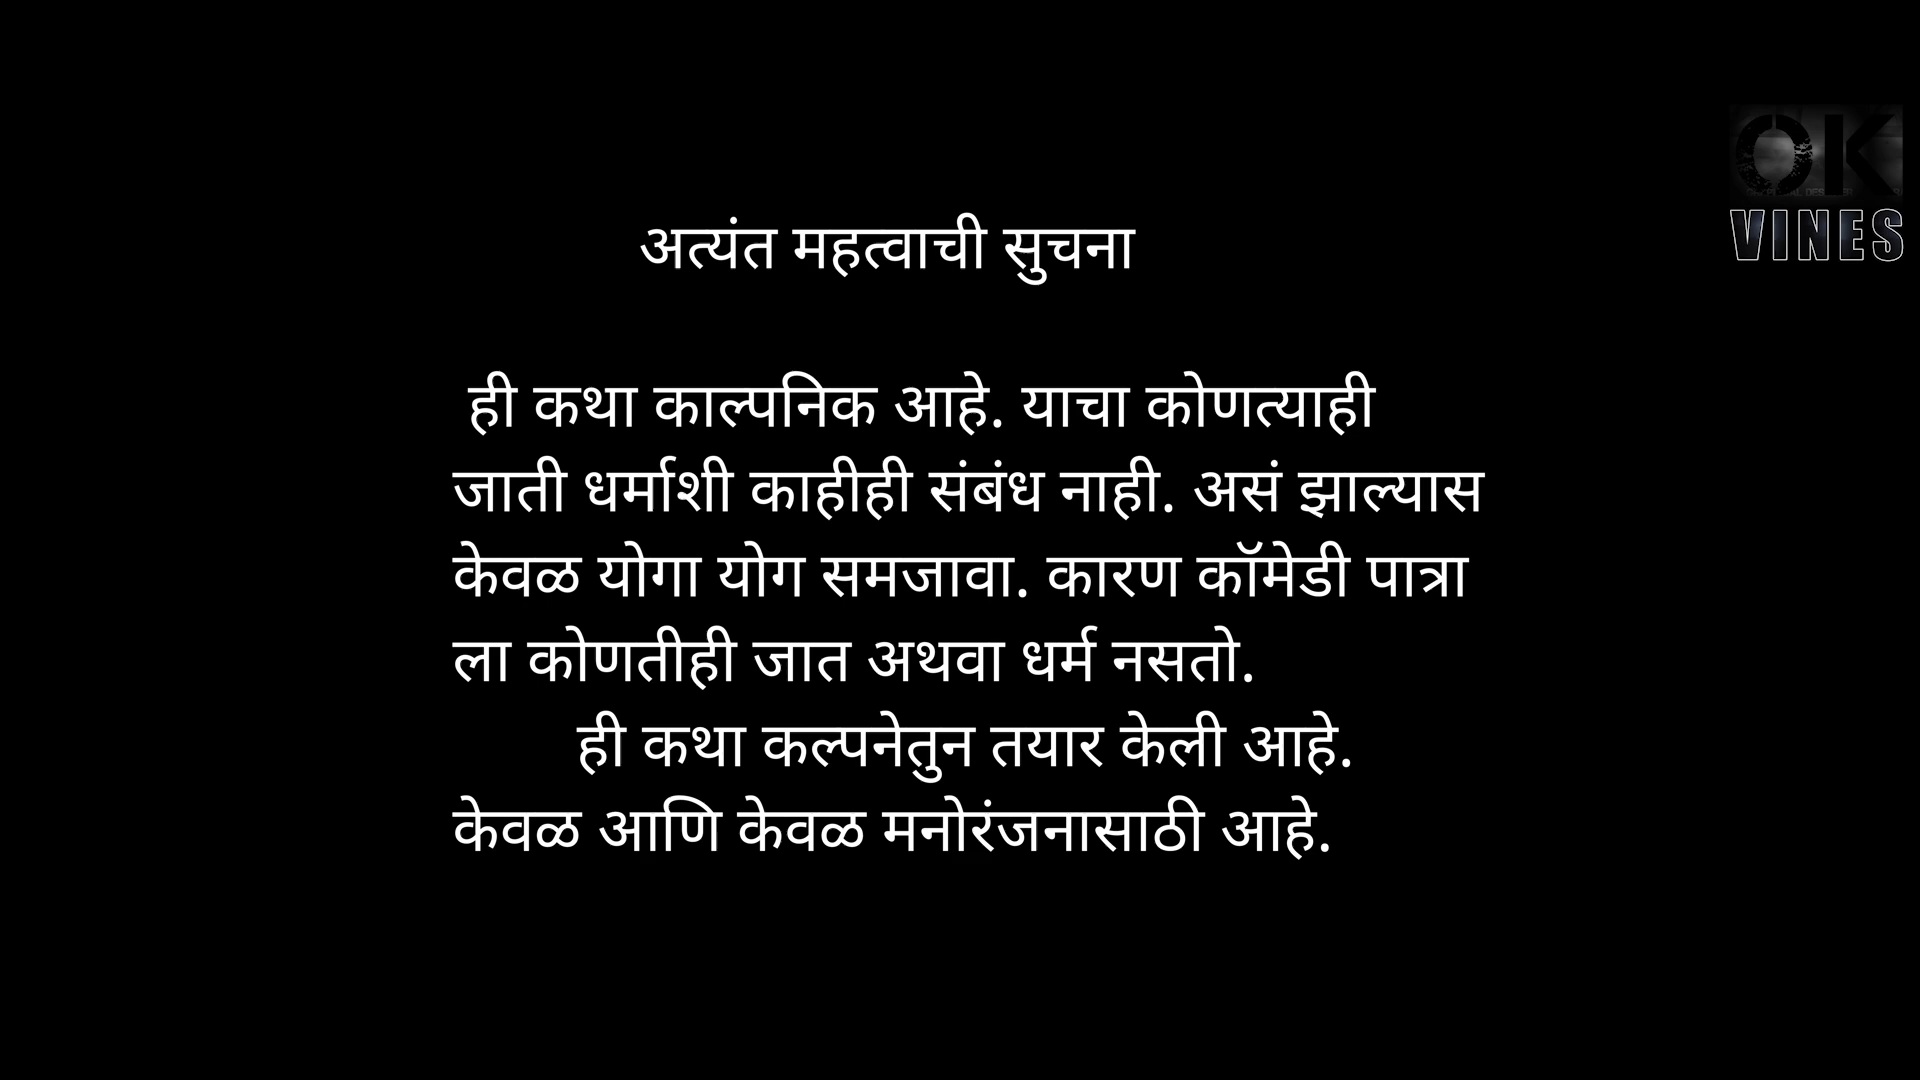 अत्यंत महत्वाची सुचना
ही कथा काल्पनिक आहे. याचा कोणत्याही
जाती धर्माशी काहीही संबंध नाही. असं झाल्यास
केवळ योगा योग समजावा. कारण कॉमेडी पात्रा
ला कोणतीही जात अथवा धर्म नसतो.
ही कथा कल्पनेतुन तयार केली आहे.
केवळ आणि केवळ मनोरंजनासाठी आहे.
OK
VINES